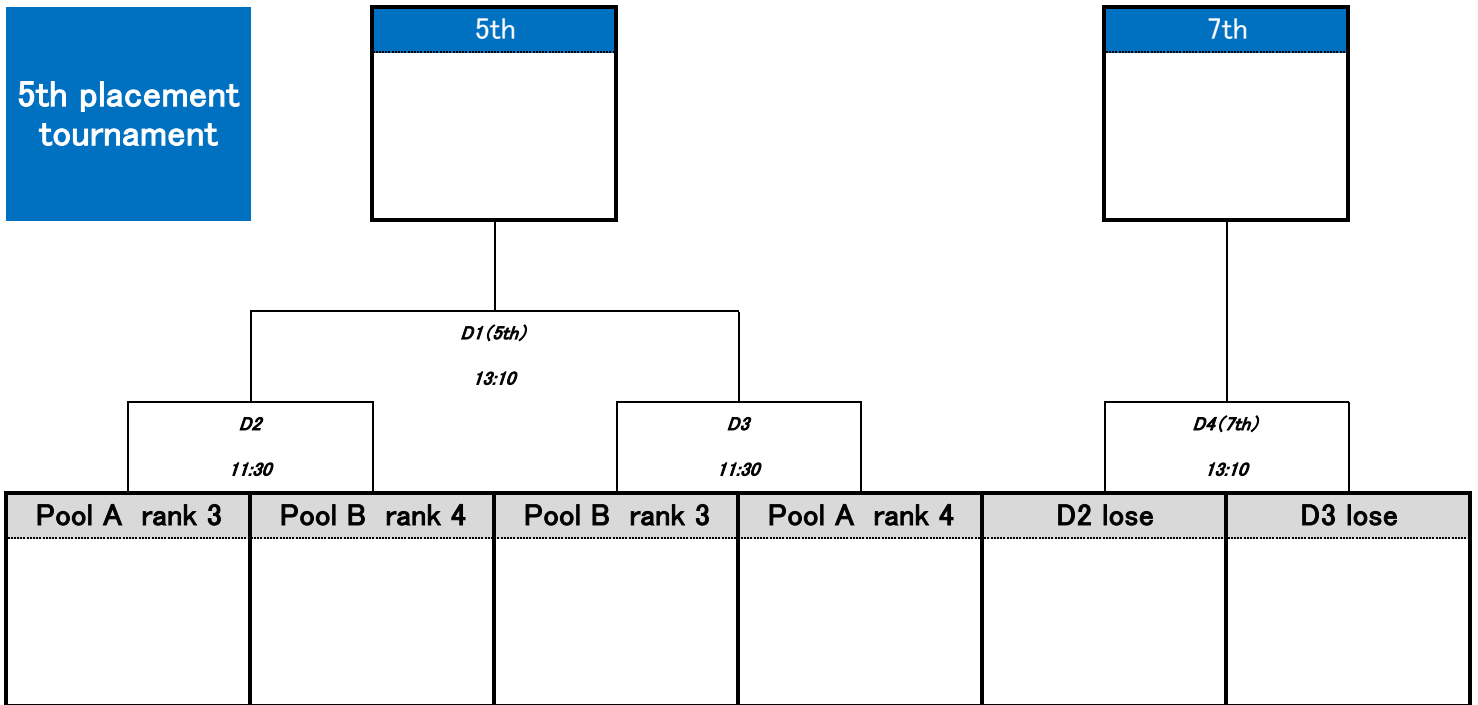 5th placement
tournament
5th
7th
D1(5th)
13:10
D2
D3
D4(7th)
11:30
11:30
13:10
Pool A rank 3
Pool B rank 4
Pool B rank 3
Pool A rank 4
D2 lose
D3 lose